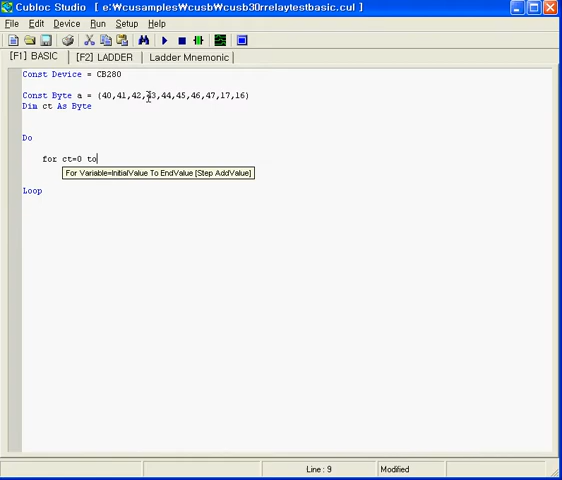 Cubloc Studio [ e:₩cusamples₩cusb₩cusb30rrelaytestbasic.cul ]
File Edit Device Run Setup Help
[F1] BASIC [F2] LADDER Ladder Mnemonic
Const Device = CB280
Const Byte a = (40,41,42,43,44,45,46,47,17,16)
Dim ct As Byte
Do
for ct=0 to
For Variable=InitialValue To EndValue [Step AddValue]
Loop
Line : 9 Modified